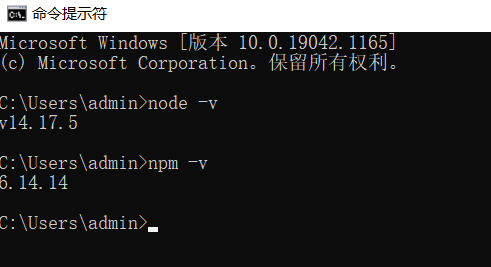 命令提示符
Microsoft Windows [版本 10.0.19042.1165]
(c) Microsoft Corporation。保留所有权利。
C:\Users\admin>node -v
v14.17.5
C:\Users\admin>npm -v
6.14.14
C:\Users\admin>